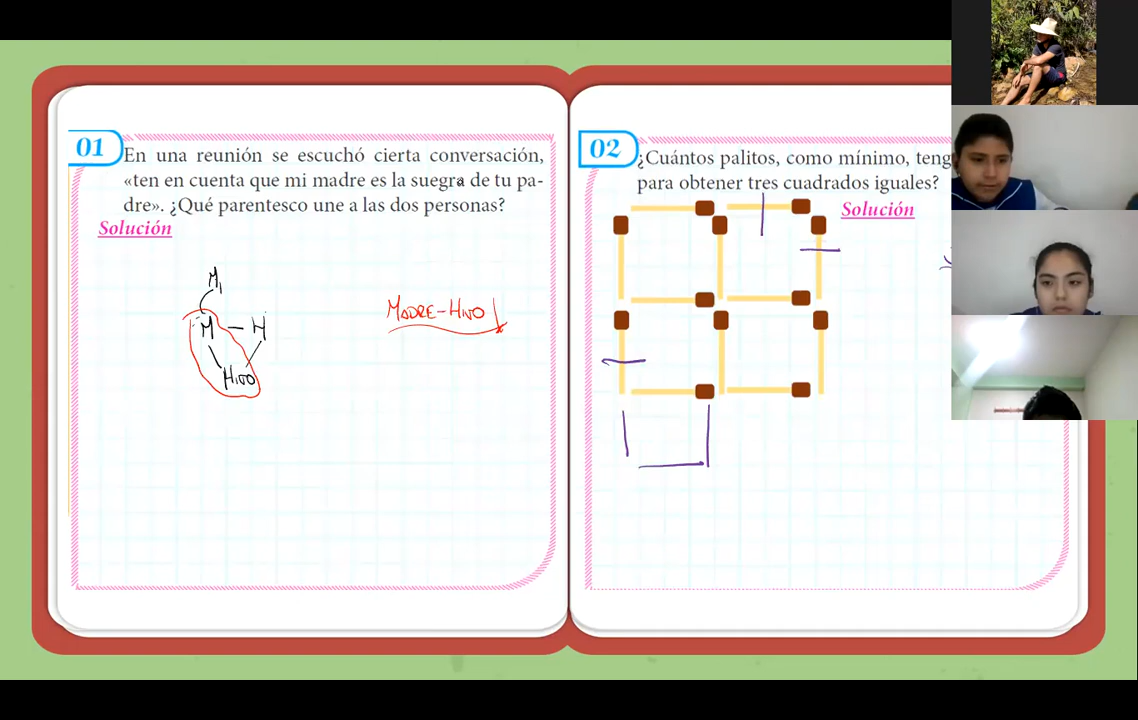 01
En una reunión se escuchó cierta conversación,
«ten en cuenta que mi madre es la suegra de tu pa-
dre». ¿Qué parentesco une a las dos personas?
Solución
M
M — H
HIJO
MADRE-HIJO
02
¿Cuántos palitos, como mínimo, teng
para obtener tres cuadrados iguales?
Solución